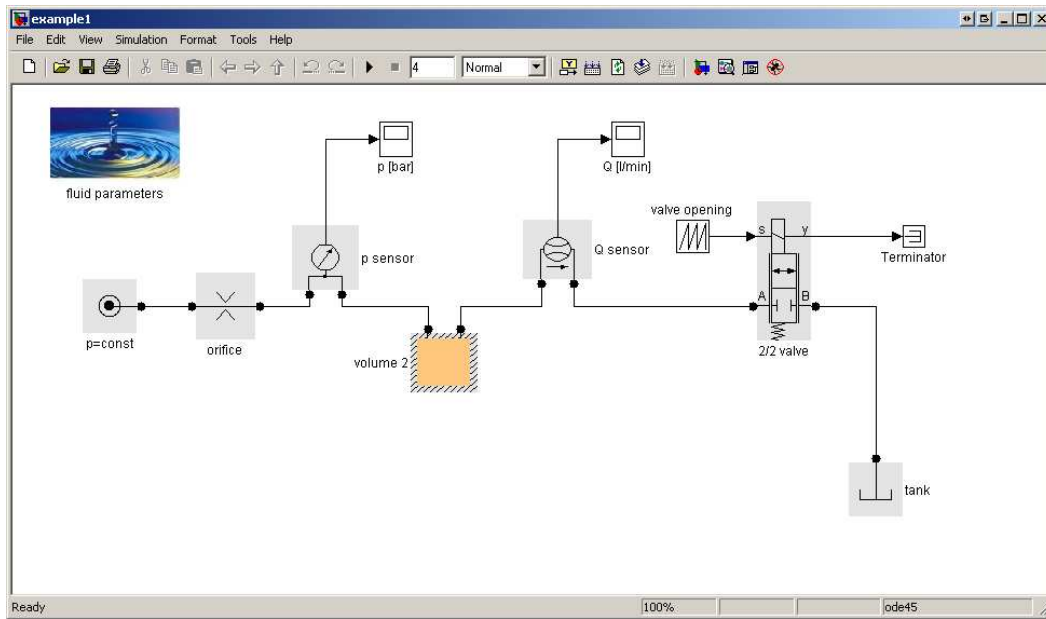 example1
File Edit View Simulation Format Tools Help
4 Normal
p [bar]
Q [l/min]
fluid parameters
valve opening
s y
p sensor
Q sensor
Terminator
A B
p=const
orifice
volume 2
2/2 valve
tank
Ready 100% ode45